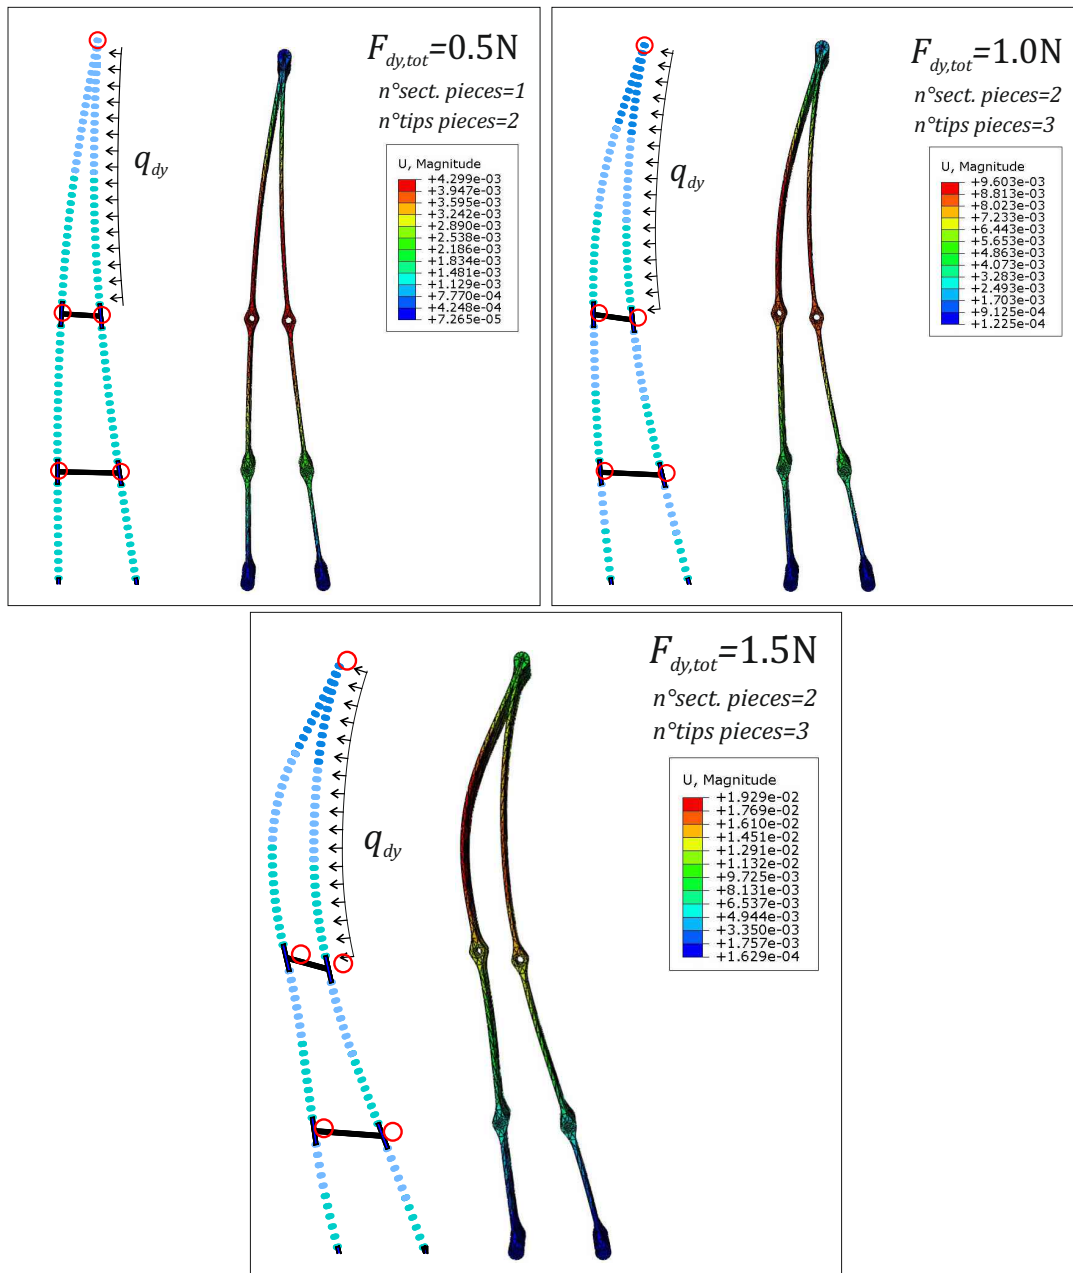 F_dy,tot=0.5N
n°sect. pieces=1
n°tips pieces=2
q_dy
U, Magnitude
+4.299e-03
+3.947e-03
+3.595e-03
+3.242e-03
+2.890e-03
+2.538e-03
+2.186e-03
+1.834e-03
+1.481e-03
+1.129e-03
+7.770e-04
+4.248e-04
+7.265e-05
F_dy,tot=1.0N
n°sect. pieces=2
n°tips pieces=3
q_dy
U, Magnitude
+9.603e-03
+8.813e-03
+8.023e-03
+7.233e-03
+6.443e-03
+5.653e-03
+4.863e-03
+4.073e-03
+3.283e-03
+2.493e-03
+1.703e-03
+9.125e-04
+1.225e-04
F_dy,tot=1.5N
n°sect. pieces=2
n°tips pieces=3
q_dy
U, Magnitude
+1.929e-02
+1.769e-02
+1.610e-02
+1.451e-02
+1.291e-02
+1.132e-02
+9.725e-03
+8.131e-03
+6.537e-03
+4.944e-03
+3.350e-03
+1.757e-03
+1.629e-04